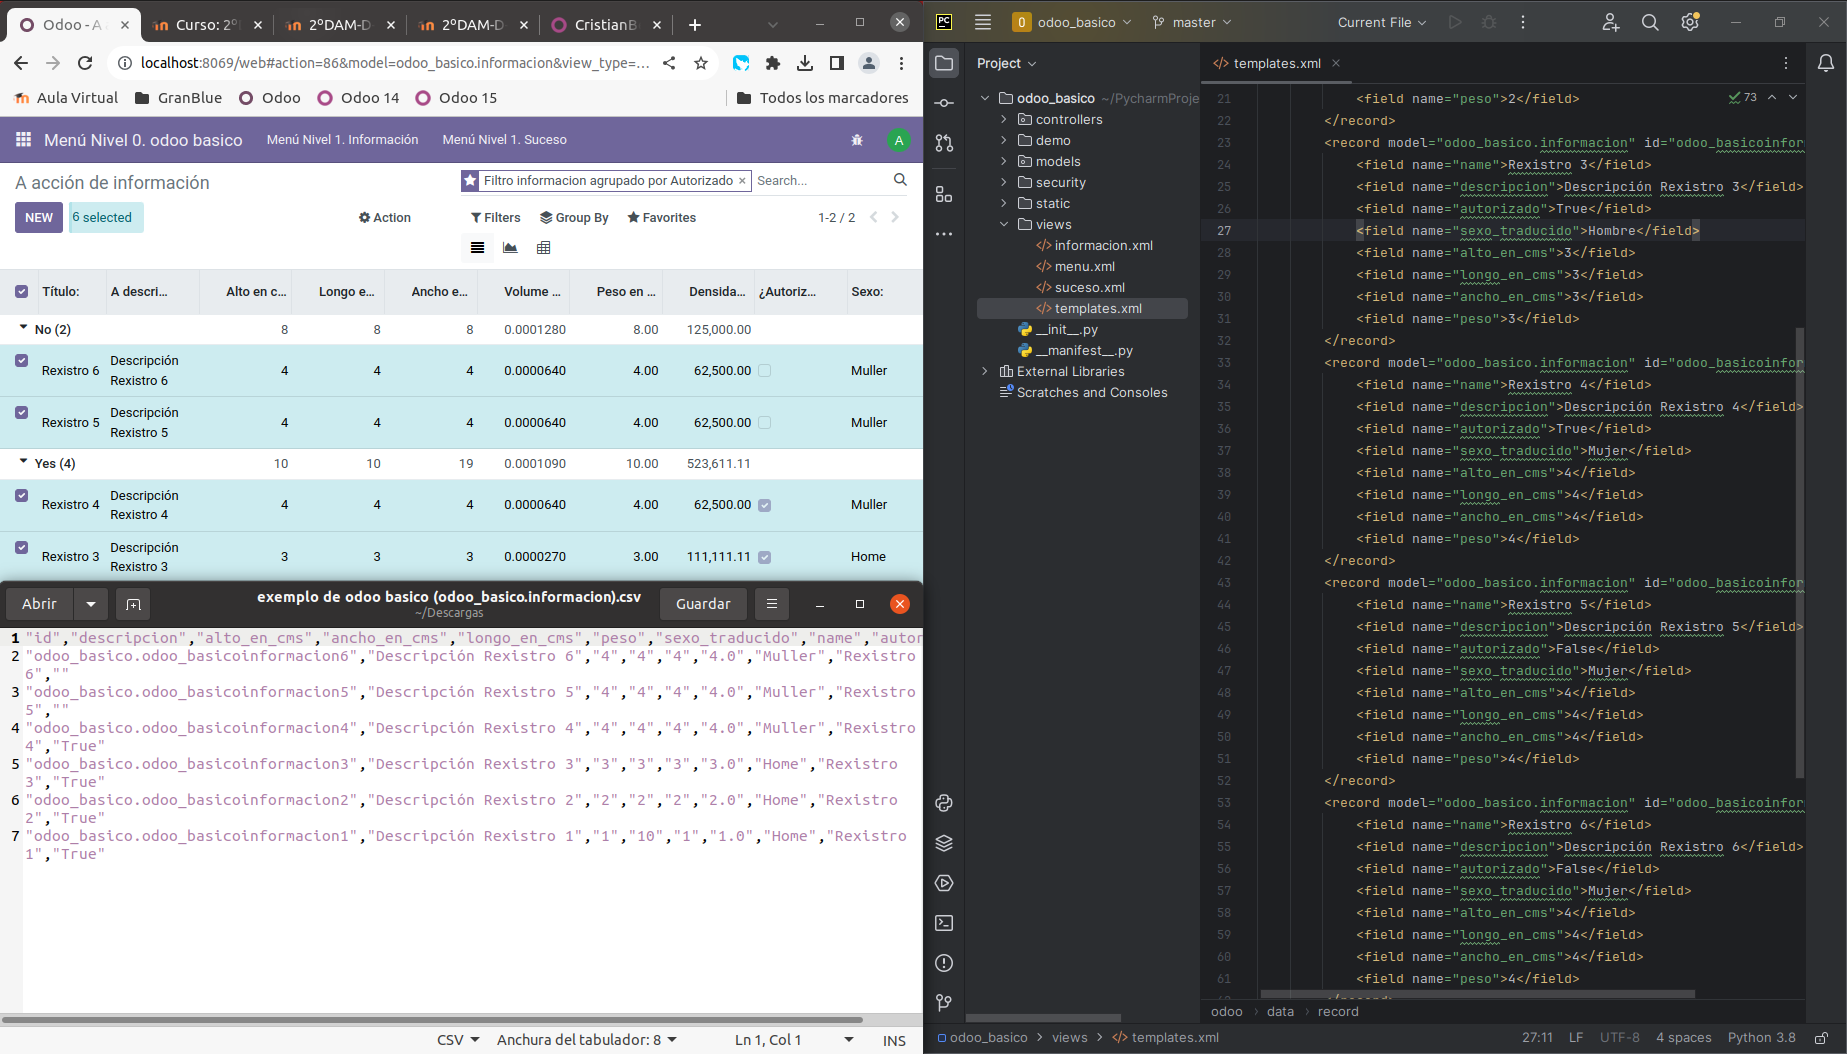 Odoo - A
Curso: 2º
2ºDAM-D
2ºDAM-D
CristianB
localhost:8069/web#action=86&model=odoo_basico.informacion&view_type=...
Aula Virtual
GranBlue
Odoo
Odoo 14
Odoo 15
Todos los marcadores
Menú Nivel 0. odoo basico
Menú Nivel 1. Información
Menú Nivel 1. Suceso
A
A acción de información
Filtro informacion agrupado por Autorizado ×
Search...
NEW
6 selected
Action
Filters
Group By
Favorites
1-2 / 2
Título:
A descri...
Alto en c...
Longo e...
Ancho e...
Volume ...
Peso en ...
Densida...
¿Autoriz...
Sexo:
No (2) 8 8 8 0.0001280 8.00 125,000.00
Rexistro 6 Descripción Rexistro 6 4 4 4 0.0000640 4.00 62,500.00 Muller
Rexistro 5 Descripción Rexistro 5 4 4 4 0.0000640 4.00 62,500.00 Muller
Yes (4) 10 10 19 0.0001090 10.00 523,611.11
Rexistro 4 Descripción Rexistro 4 4 4 4 0.0000640 4.00 62,500.00 Muller
Rexistro 3 Descripción Rexistro 3 3 3 3 0.0000270 3.00 111,111.11 Home
Abrir
exemplo de odoo basico (odoo_basico.informacion).csv
~/Descargas
Guardar
1 "id","descripcion","alto_en_cms","ancho_en_cms","longo_en_cms","peso","sexo_traducido","name","autor
2 "odoo_basico.odoo_basicoinformacion6","Descripción Rexistro 6","4","4","4","4.0","Muller","Rexistro
6",""
3 "odoo_basico.odoo_basicoinformacion5","Descripción Rexistro 5","4","4","4","4.0","Muller","Rexistro
5",""
4 "odoo_basico.odoo_basicoinformacion4","Descripción Rexistro 4","4","4","4","4.0","Muller","Rexistro
4","True"
5 "odoo_basico.odoo_basicoinformacion3","Descripción Rexistro 3","3","3","3","3.0","Home","Rexistro
3","True"
6 "odoo_basico.odoo_basicoinformacion2","Descripción Rexistro 2","2","2","2","2.0","Home","Rexistro
2","True"
7 "odoo_basico.odoo_basicoinformacion1","Descripción Rexistro 1","1","10","1","1.0","Home","Rexistro
1","True"
CSV
Anchura del tabulador: 8
Ln 1, Col 1
INS
PC
O odoo_basico
master
Current File
Project
templates.xml
odoo_basico ~/PycharmProje
controllers
demo
models
security
static
views
informacion.xml
menu.xml
suceso.xml
templates.xml
__init__.py
__manifest__.py
External Libraries
Scratches and Consoles
73
21 <field name="peso">2</field>
22 </record>
23 <record model="odoo_basico.informacion" id="odoo_basicoinfor
24 <field name="name">Rexistro 3</field>
25 <field name="descripcion">Descripción Rexistro 3</field>
26 <field name="autorizado">True</field>
27 <field name="sexo_traducido">Hombre</field>
28 <field name="alto_en_cms">3</field>
29 <field name="longo_en_cms">3</field>
30 <field name="ancho_en_cms">3</field>
31 <field name="peso">3</field>
32 </record>
33 <record model="odoo_basico.informacion" id="odoo_basicoinfor
34 <field name="name">Rexistro 4</field>
35 <field name="descripcion">Descripción Rexistro 4</field>
36 <field name="autorizado">True</field>
37 <field name="sexo_traducido">Mujer</field>
38 <field name="alto_en_cms">4</field>
39 <field name="longo_en_cms">4</field>
40 <field name="ancho_en_cms">4</field>
41 <field name="peso">4</field>
42 </record>
43 <record model="odoo_basico.informacion" id="odoo_basicoinfor
44 <field name="name">Rexistro 5</field>
45 <field name="descripcion">Descripción Rexistro 5</field>
46 <field name="autorizado">False</field>
47 <field name="sexo_traducido">Mujer</field>
48 <field name="alto_en_cms">4</field>
49 <field name="longo_en_cms">4</field>
50 <field name="ancho_en_cms">4</field>
51 <field name="peso">4</field>
52 </record>
53 <record model="odoo_basico.informacion" id="odoo_basicoinfor
54 <field name="name">Rexistro 6</field>
55 <field name="descripcion">Descripción Rexistro 6</field>
56 <field name="autorizado">False</field>
57 <field name="sexo_traducido">Mujer</field>
58 <field name="alto_en_cms">4</field>
59 <field name="longo_en_cms">4</field>
60 <field name="ancho_en_cms">4</field>
61 <field name="peso">4</field>
odoo › data › record
odoo_basico › views › templates.xml
27:11
LF
UTF-8
4 spaces
Python 3.8